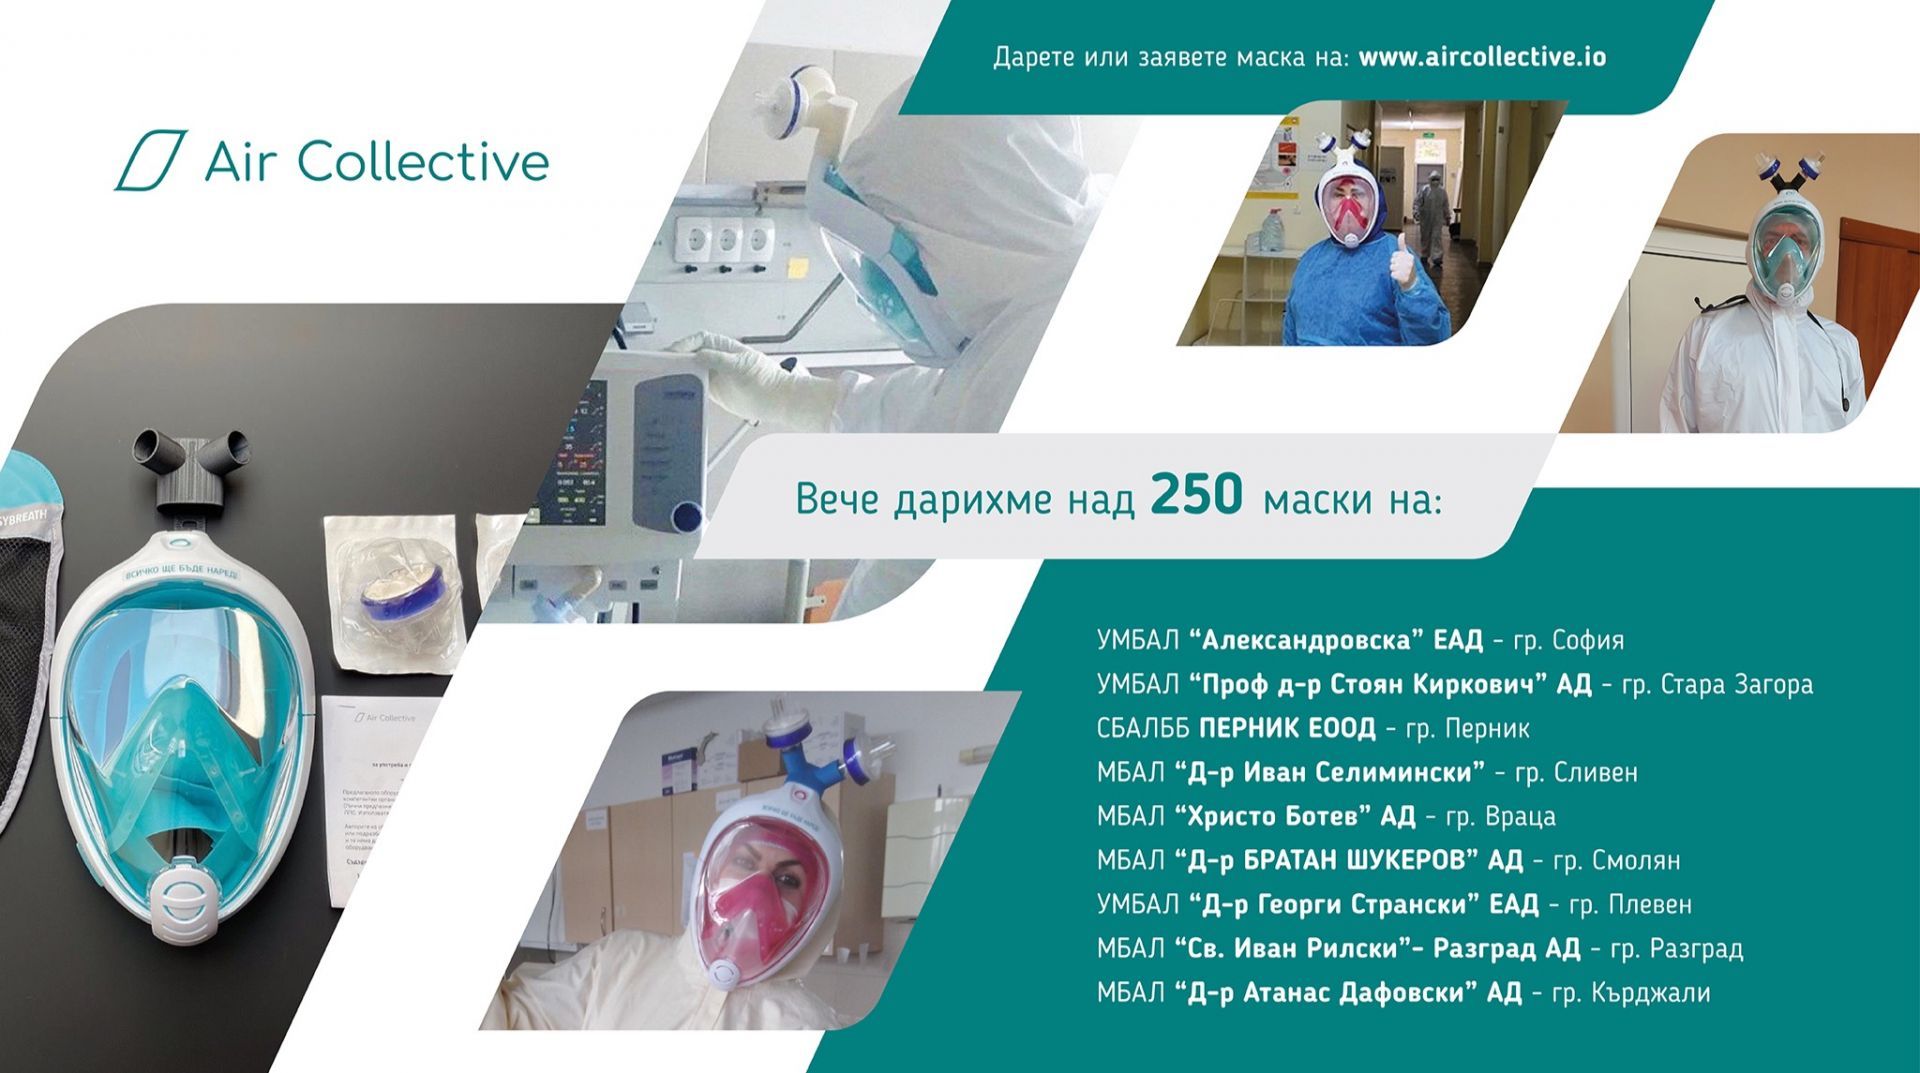 Дарете или заявете маска на: www.aircollective.io
Air Collective
Вече дарихме над 250 маски на:
УМБАЛ “Александровска” ЕАД - гр. София
УМБАЛ “Проф д-р Стоян Киркович” АД - гр. Стара Загора
СБАЛББ ПЕРНИК ЕООД - гр. Перник
МБАЛ “Д-р Иван Селимински” - гр. Сливен
МБАЛ “Христо Ботев” АД - гр. Враца
МБАЛ “Д-р БРАТАН ШУКЕРОВ” АД - гр. Смолян
УМБАЛ “Д-р Георги Странски” ЕАД - гр. Плевен
МБАЛ “Св. Иван Рилски”- Разград АД - гр. Разград
МБАЛ “Д-р Атанас Дафовски” АД - гр. Кърджали
ВСИЧКО ЩЕ БЪДЕ НАРЕД!
Air Collective